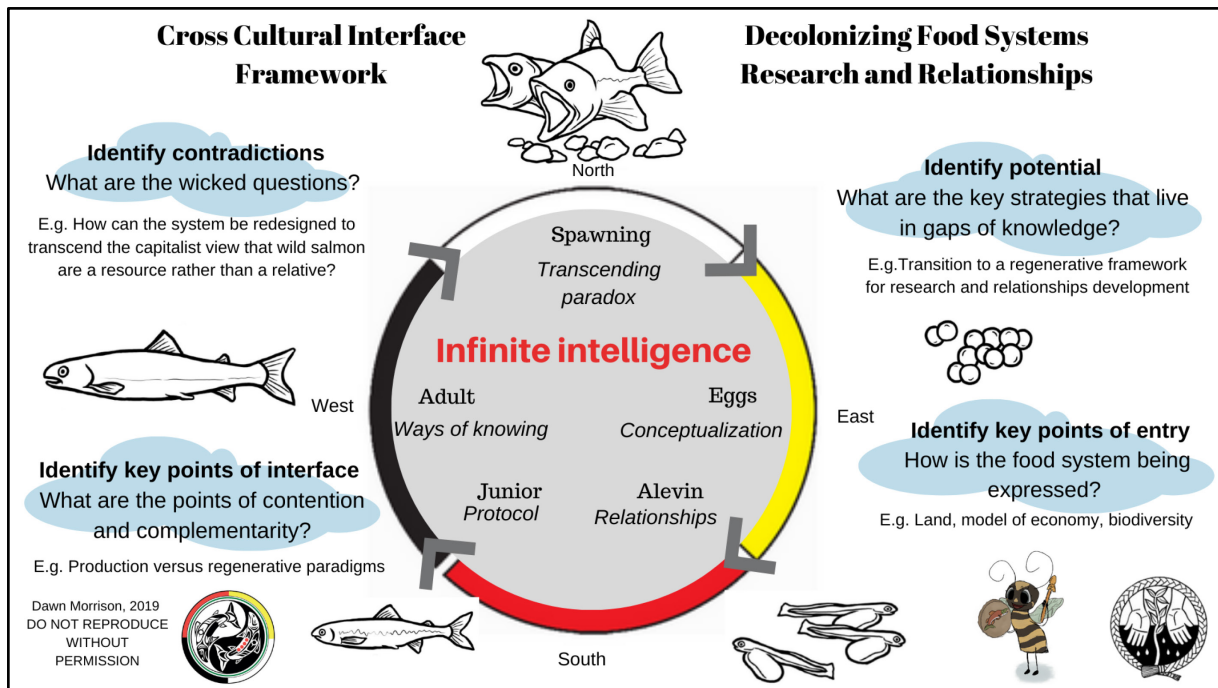 Cross Cultural Interface
Framework
Decolonizing Food Systems
Research and Relationships
Identify contradictions
What are the wicked questions?
E.g. How can the system be redesigned to
transcend the capitalist view that wild salmon
are a resource rather than a relative?
North
Identify potential
What are the key strategies that live
in gaps of knowledge?
E.g.Transition to a regenerative framework
for research and relationships development
Spawning
Transcending
paradox
Infinite intelligence
West
Adult
Ways of knowing
Eggs
Conceptualization
East
Junior
Protocol
Alevin
Relationships
Identify key points of interface
What are the points of contention
and complementarity?
E.g. Production versus regenerative paradigms
Identify key points of entry
How is the food system being
expressed?
E.g. Land, model of economy, biodiversity
Dawn Morrison, 2019
DO NOT REPRODUCE
WITHOUT
PERMISSION
South